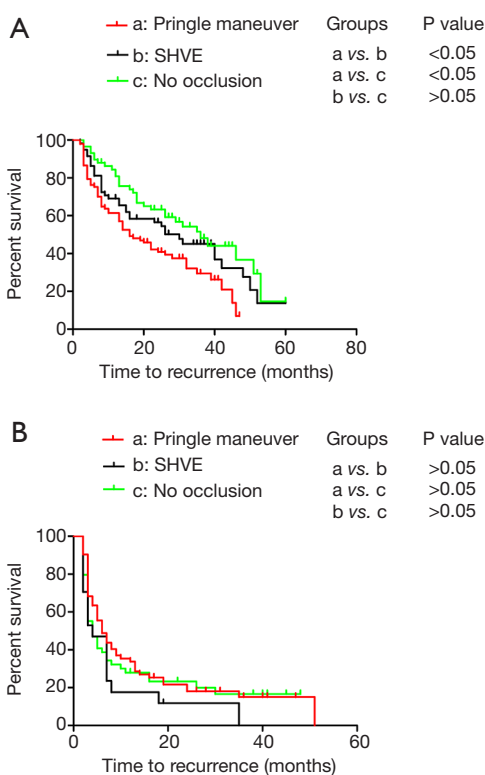 A
a: Pringle maneuver Groups P value
b: SHVE a vs. b <0.05
c: No occlusion a vs. c <0.05
b vs. c >0.05
Percent survival
100
80
60
40
20
0
0 20 40 60 80
Time to recurrence (months)
B
a: Pringle maneuver Groups P value
b: SHVE a vs. b >0.05
c: No occlusion a vs. c >0.05
b vs. c >0.05
Percent survival
100
80
60
40
20
0
0 20 40 60
Time to recurrence (months)